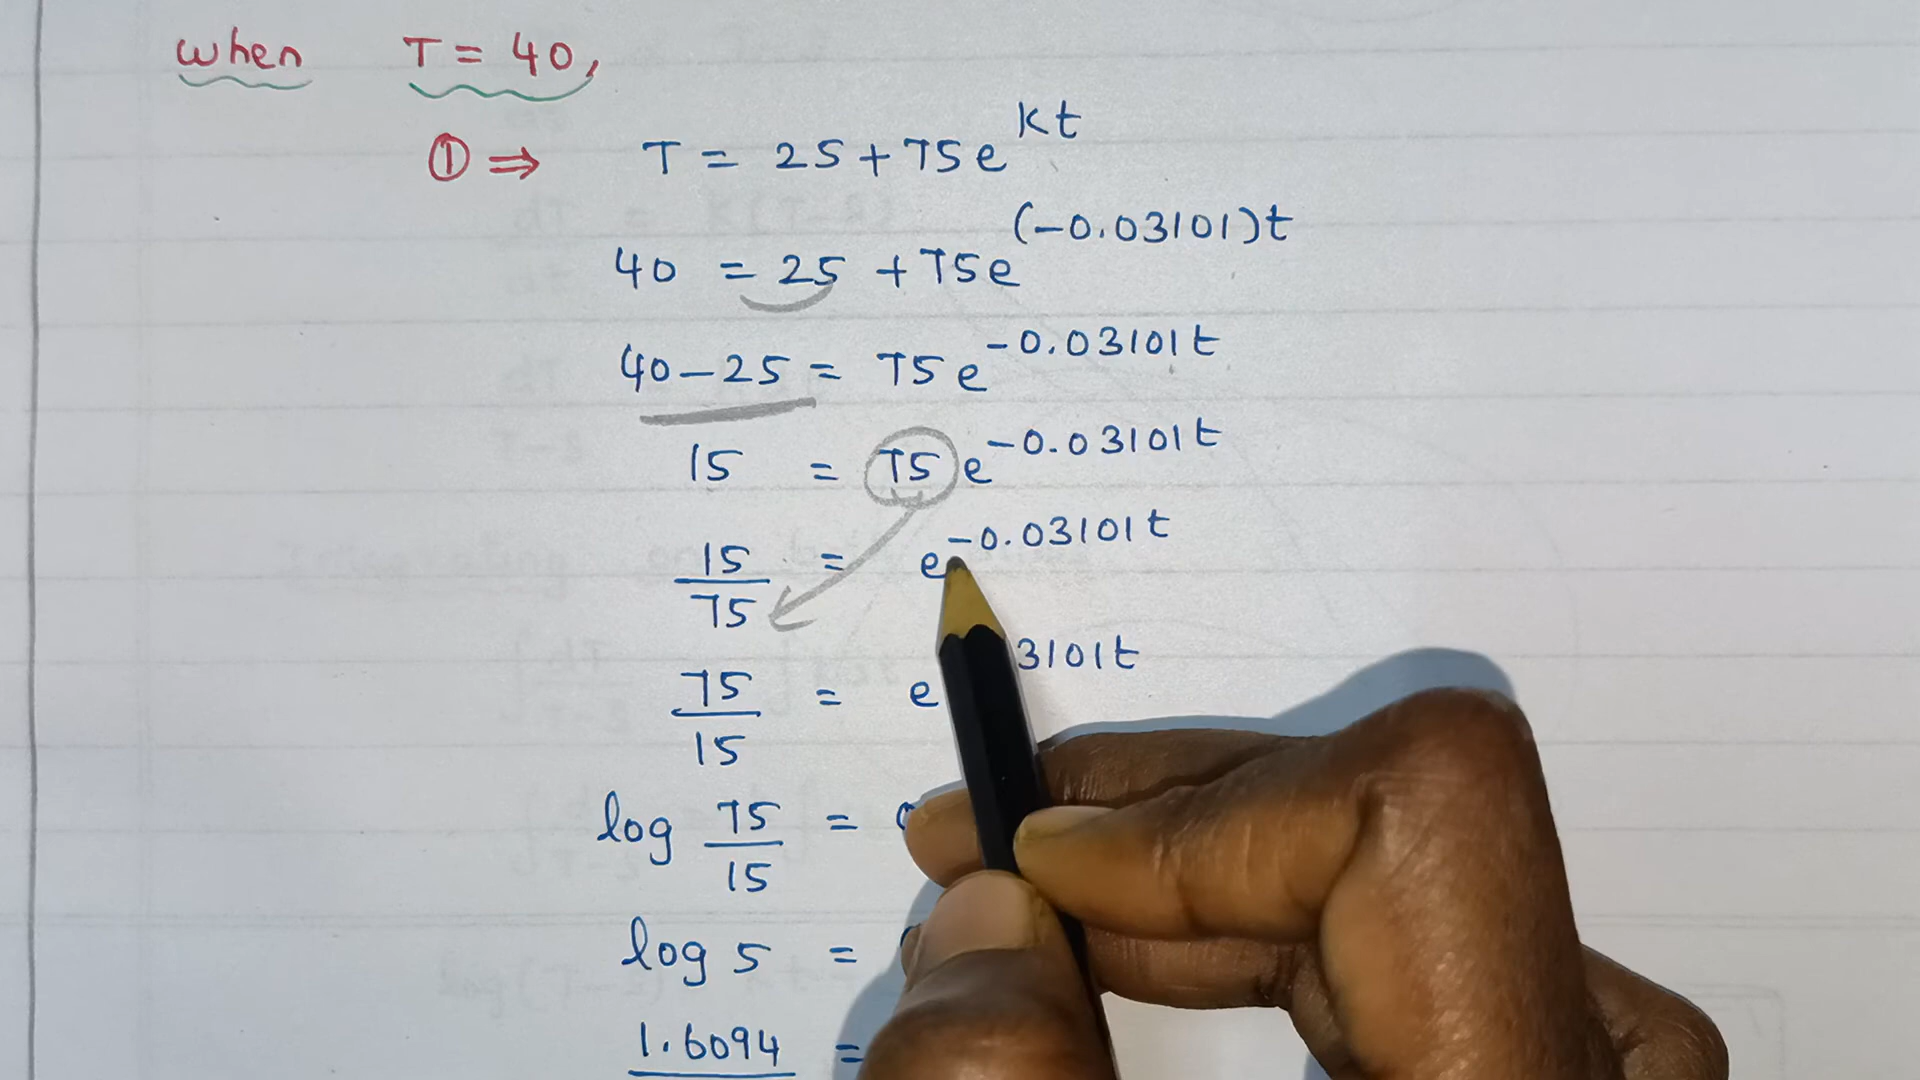 when T = 40,
① ⇒ T = 25 + 75e^kt
40 = 25 + 75e^(-0.03101)t
40 - 25 = 75e^-0.03101t
15 = 75e^-0.03101t
15/75 = e^-0.03101t
75/15 = e 3101t
log 75/15 =
log 5 =
1.6094 =